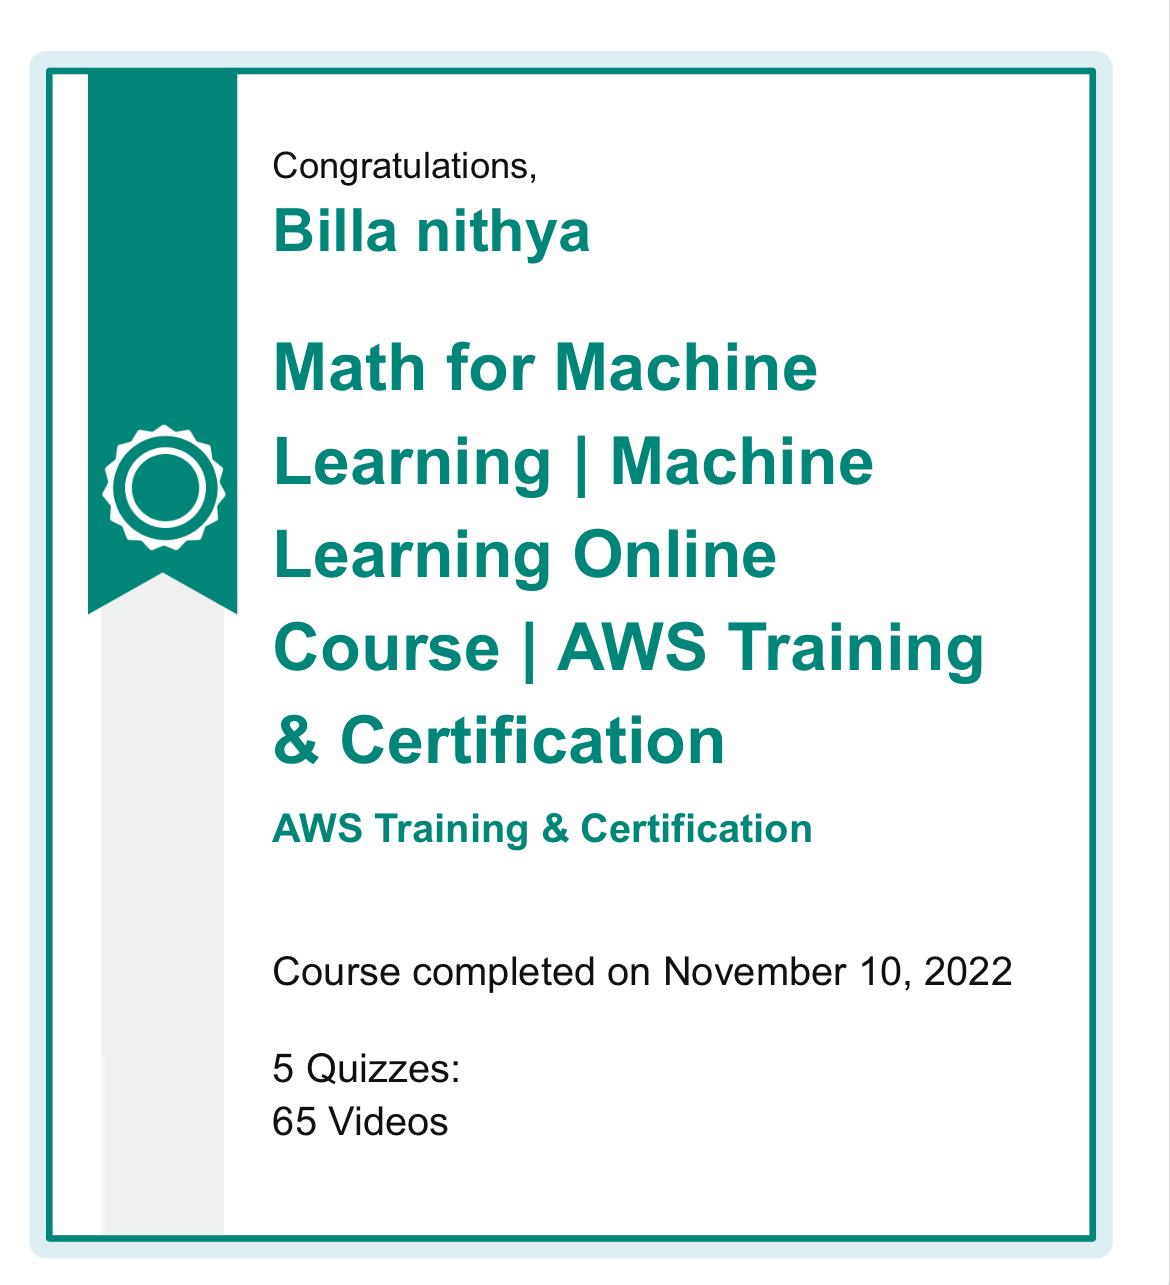 Congratulations,
Billa nithya
Math for Machine
Learning | Machine
Learning Online
Course | AWS Training
& Certification
AWS Training & Certification
Course completed on November 10, 2022
5 Quizzes:
65 Videos